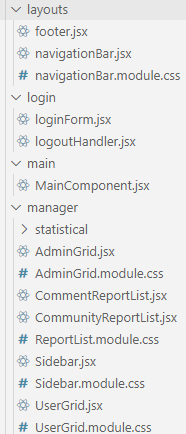 layouts
footer.jsx
navigationBar.jsx
navigationBar.module.css
login
loginForm.jsx
logoutHandler.jsx
main
MainComponent.jsx
manager
statistical
AdminGrid.jsx
AdminGrid.module.css
CommentReportList.jsx
CommunityReportList.jsx
ReportList.module.css
Sidebar.jsx
Sidebar.module.css
UserGrid.jsx
UserGrid.module.css